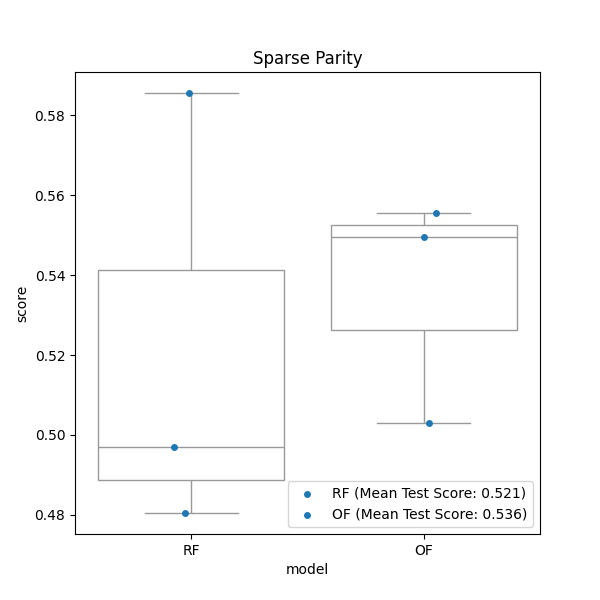 Sparse Parity
score
0.58
0.56
0.54
0.52
0.50
0.48
RF (Mean Test Score: 0.521)
OF (Mean Test Score: 0.536)
RF
OF
model